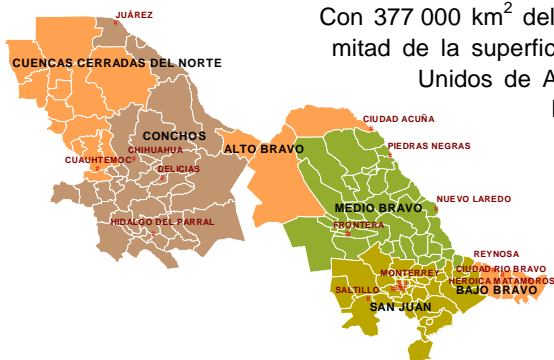 Con 377 000 km² del
mitad de la superfic
Unidos de A
JUÁREZ
CUENCAS CERRADAS DEL NORTE
CONCHOS
CHIHUAHUA
CUAUHTEMOC
DELICIAS
HIDALGO DEL PARRAL
ALTO BRAVO
CIUDAD ACUÑA
PIEDRAS NEGRAS
NUEVO LAREDO
MEDIO BRAVO
FRONTERA
REYNOSA
CIUDAD RIO BRAVO
HEROICA MATAMOROS
BAJO BRAVO
MONTERREY
SALTILLO
SAN JUAN